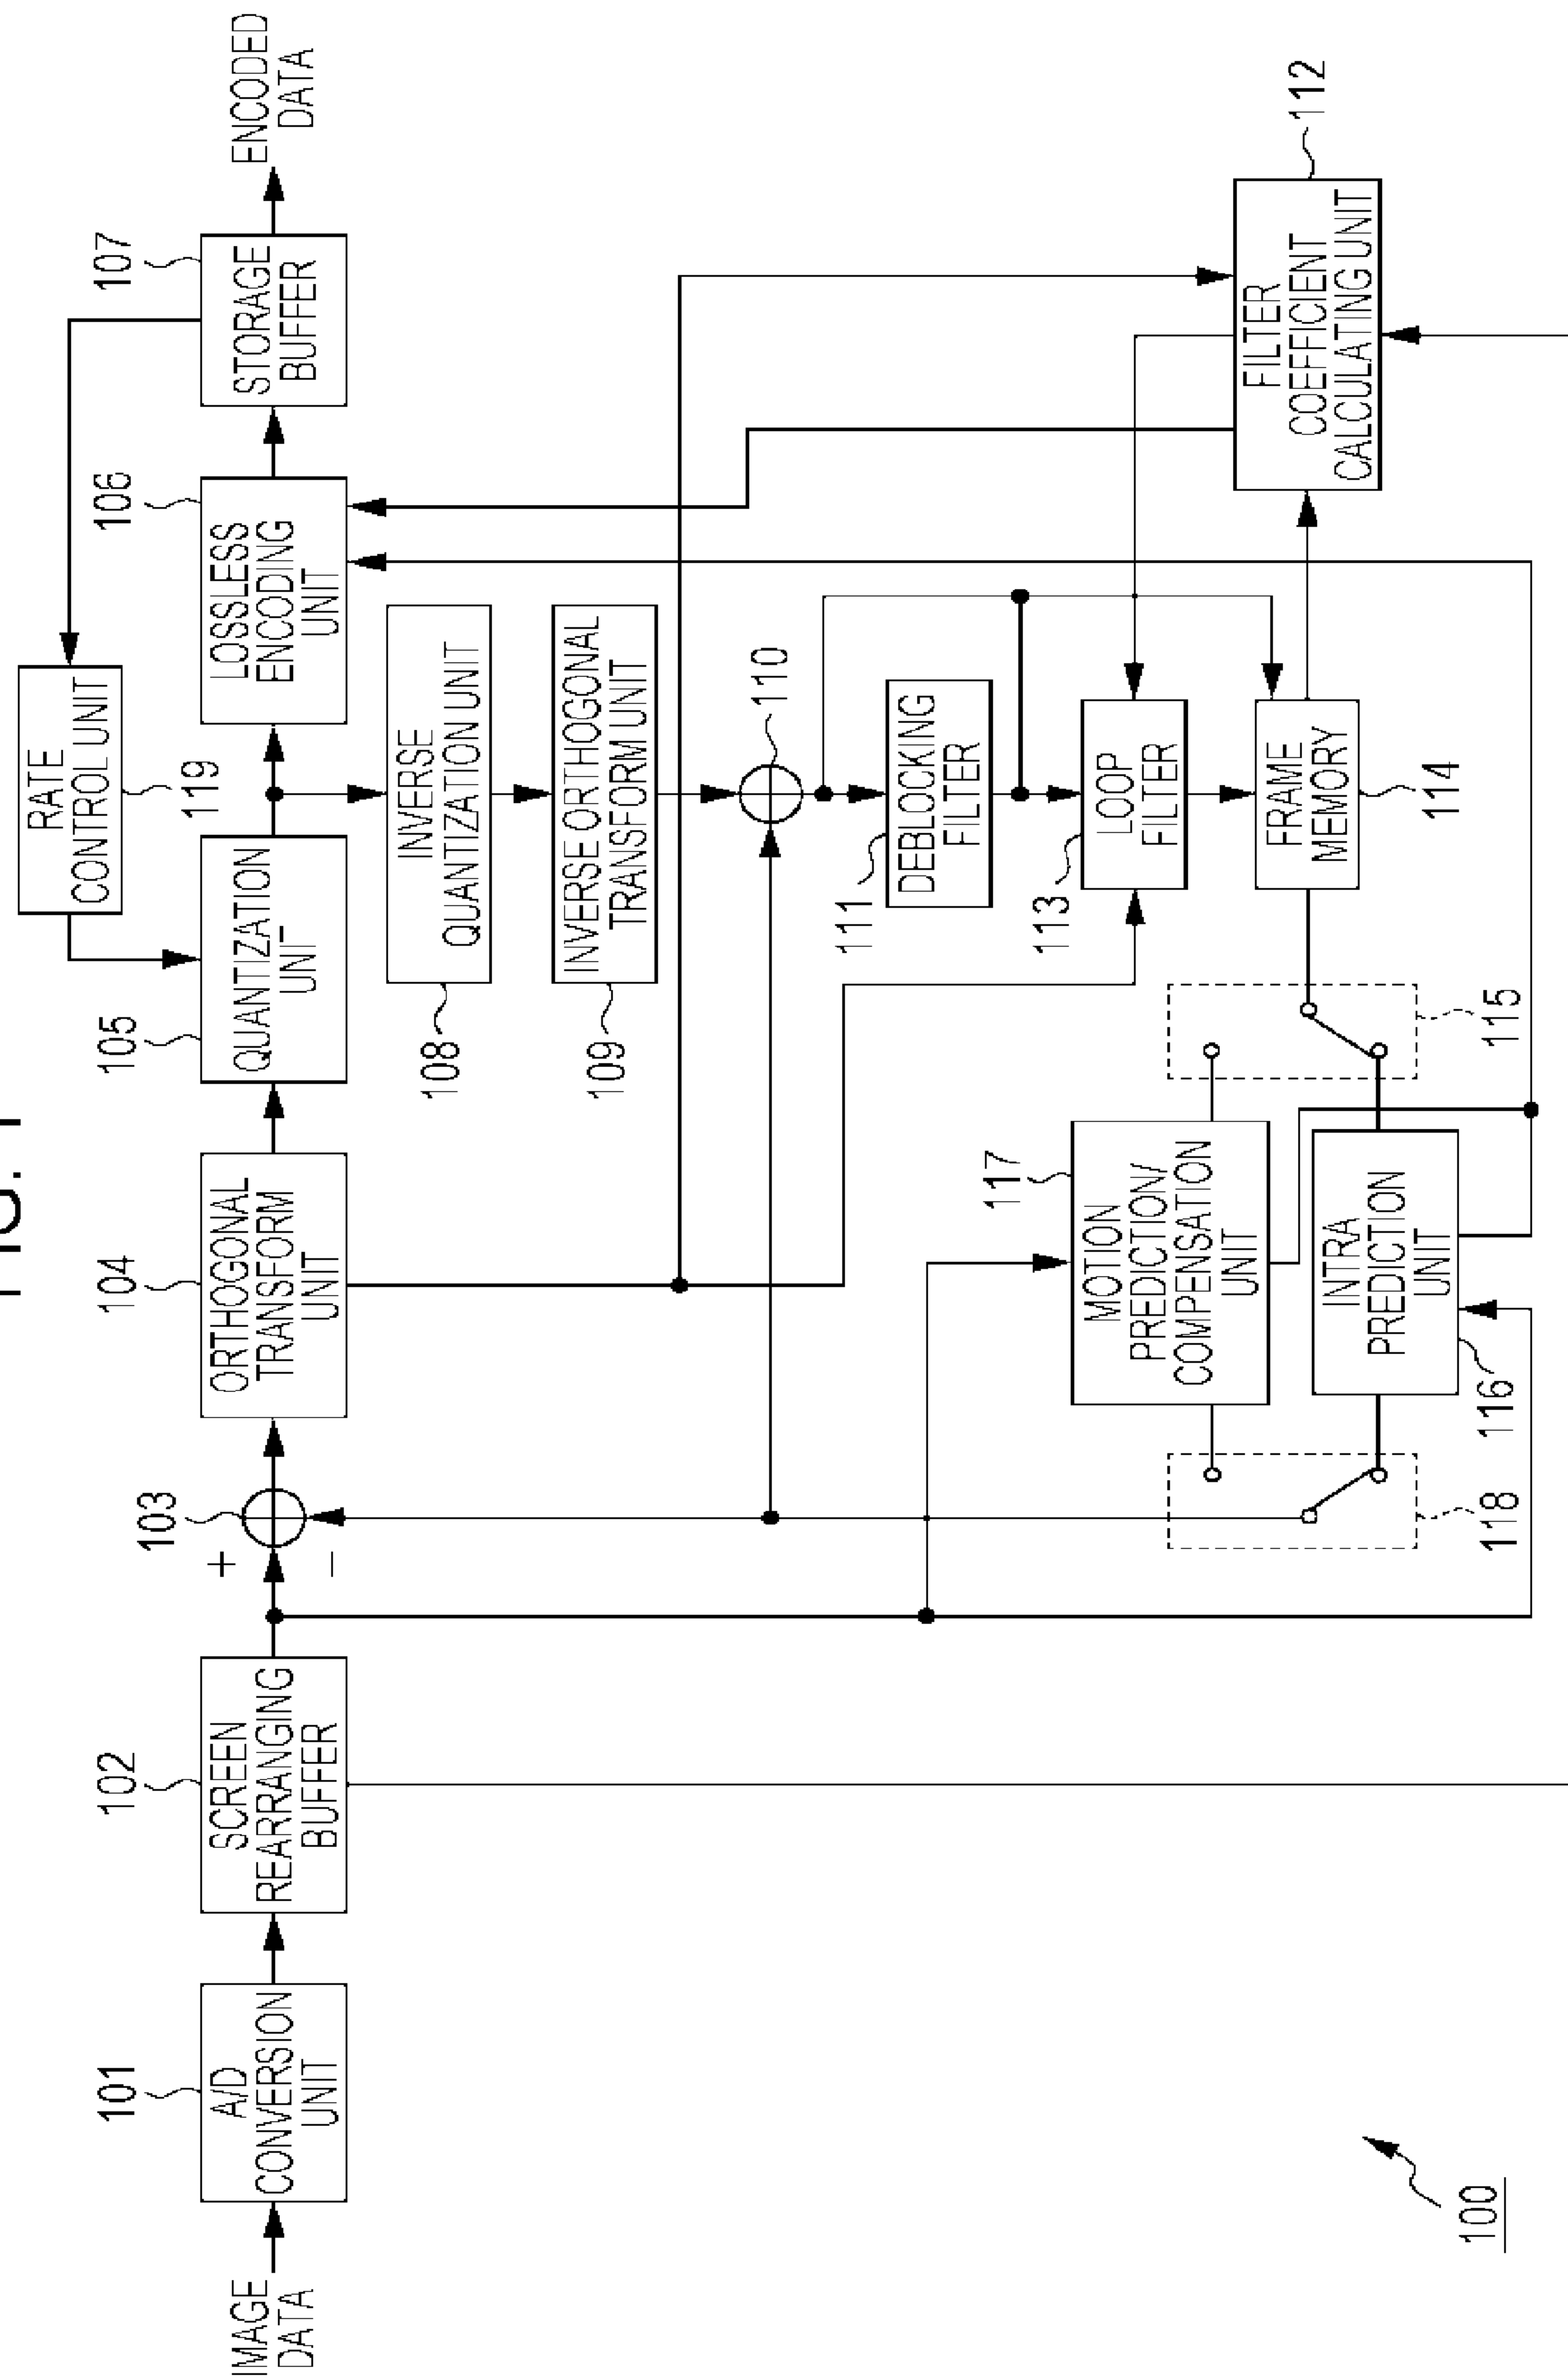 FIG. 1
IMAGE
DATA
101
A/D
CONVERSION
UNIT
102
SCREEN
REARRANGING
BUFFER
103
+
−
104
ORTHOGONAL
TRANSFORM
UNIT
105
QUANTIZATION
UNIT
RATE
CONTROL UNIT
119
106
LOSSLESS
ENCODING
UNIT
107
STORAGE
BUFFER
ENCODED
DATA
INVERSE
QUANTIZATION UNIT
108
INVERSE ORTHOGONAL
TRANSFORM UNIT
109
110
111
DEBLOCKING
FILTER
113
LOOP
FILTER
FRAME
MEMORY
114
112
FILTER
COEFFICIENT
CALCULATING UNIT
115
117
MOTION
PREDICTION/
COMPENSATION
UNIT
INTRA
PREDICTION
UNIT
116
118
100